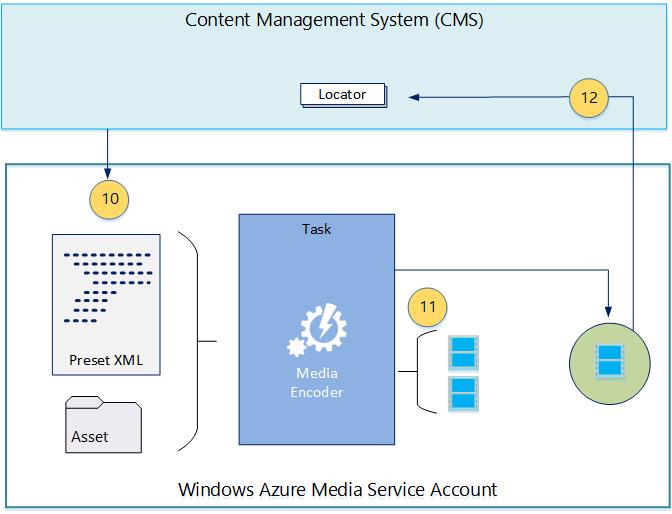 Content Management System (CMS)
Locator
12
10
Task
11
Preset XML
Media
Encoder
Asset
Windows Azure Media Service Account